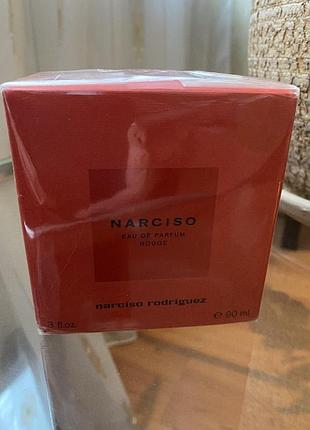 NARCISO
EAU DE PARFUM
ROUGE
narciso rodriguez
3 fl.oz. ℮ 90 ml